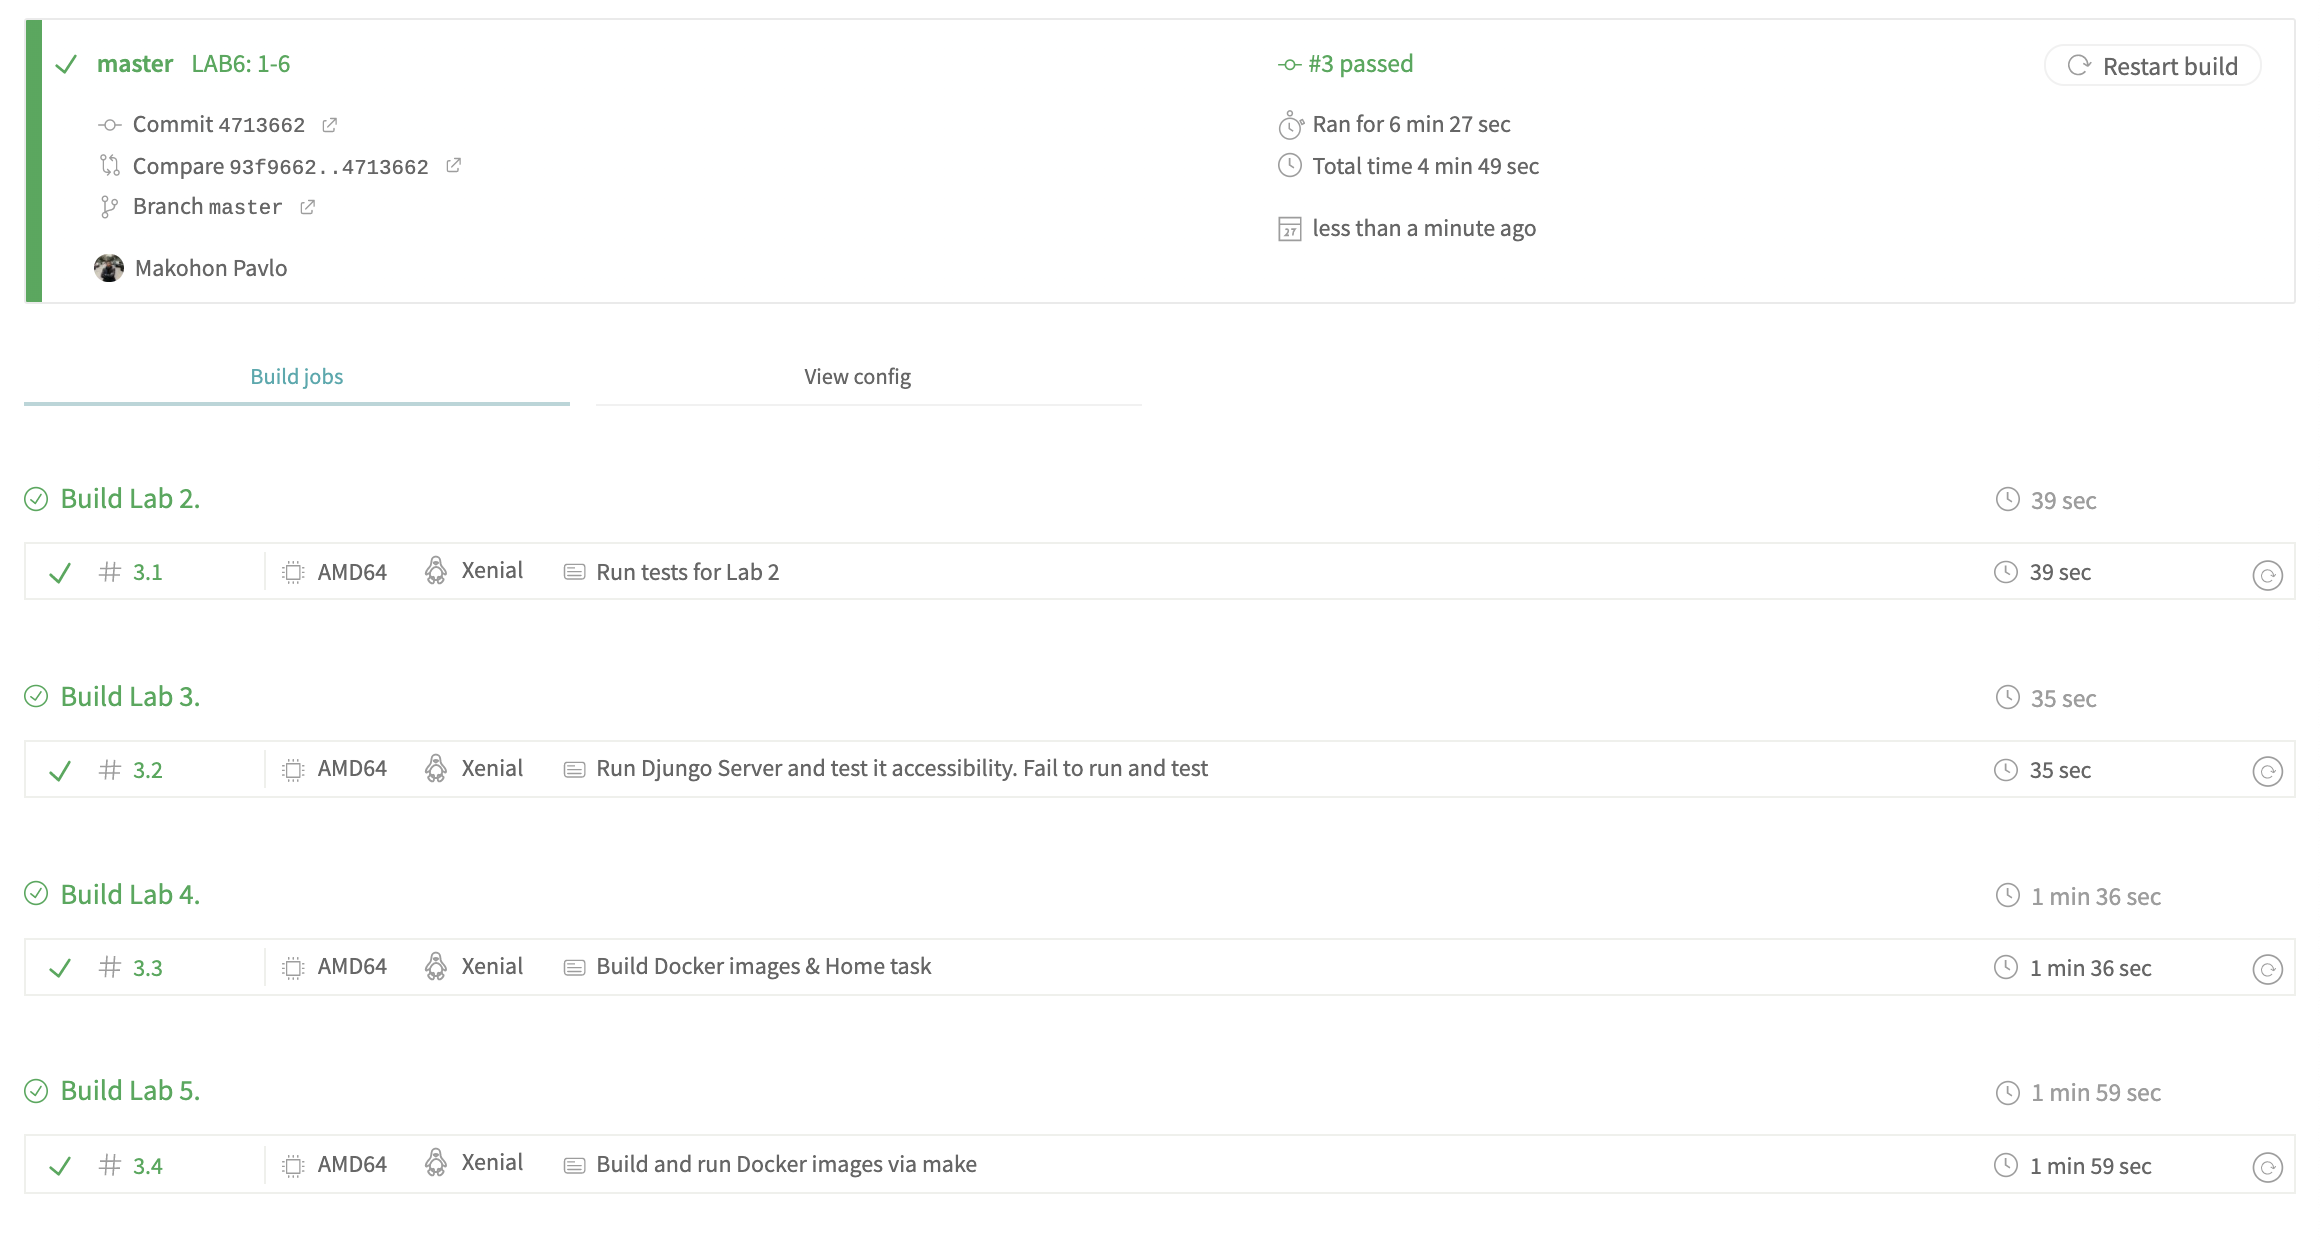 master LAB6: 1-6
#3 passed
Restart build
Commit 4713662
Ran for 6 min 27 sec
Compare 93f9662..4713662
Total time 4 min 49 sec
Branch master
27 less than a minute ago
Makohon Pavlo
Build jobs
View config
Build Lab 2.
39 sec
# 3.1 AMD64 Xenial Run tests for Lab 2 39 sec
Build Lab 3.
35 sec
# 3.2 AMD64 Xenial Run Djungo Server and test it accessibility. Fail to run and test 35 sec
Build Lab 4.
1 min 36 sec
# 3.3 AMD64 Xenial Build Docker images & Home task 1 min 36 sec
Build Lab 5.
1 min 59 sec
# 3.4 AMD64 Xenial Build and run Docker images via make 1 min 59 sec